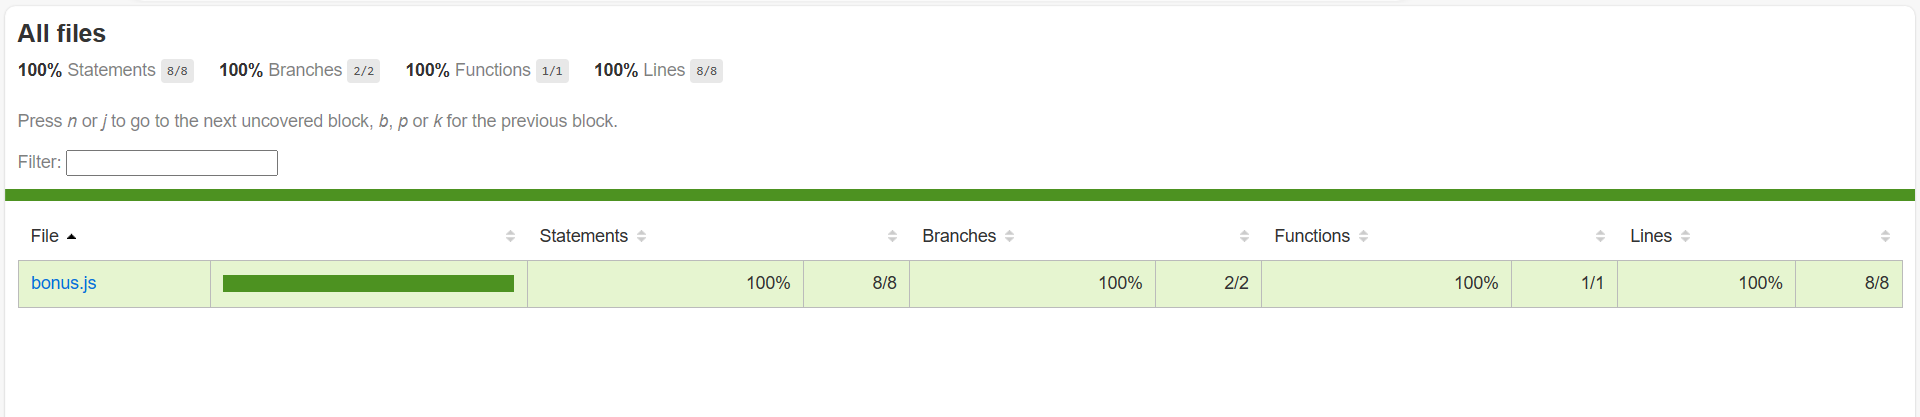 All files
100% Statements 8/8 100% Branches 2/2 100% Functions 1/1 100% Lines 8/8
Press n or j to go to the next uncovered block, b, p or k for the previous block.
Filter:
File Statements Branches Functions Lines
bonus.js 100% 8/8 100% 2/2 100% 1/1 100% 8/8